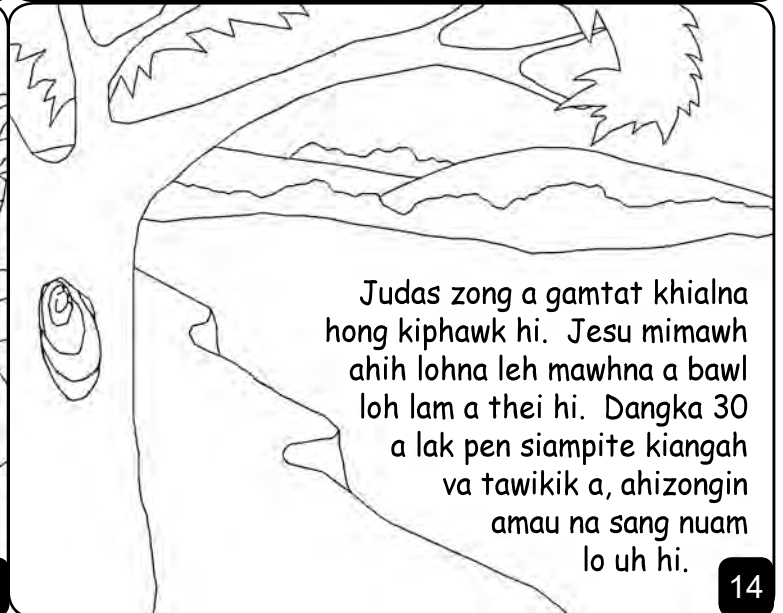 Judas zong a gamtat khialna
hong kiphawk hi. Jesu mimawh
ahih lohna leh mawhna a bawl
loh lam a thei hi. Dangka 30
a lak pen siampite kiangah
va tawikik a, ahizongin
amau na sang nuam
lo uh hi.
14